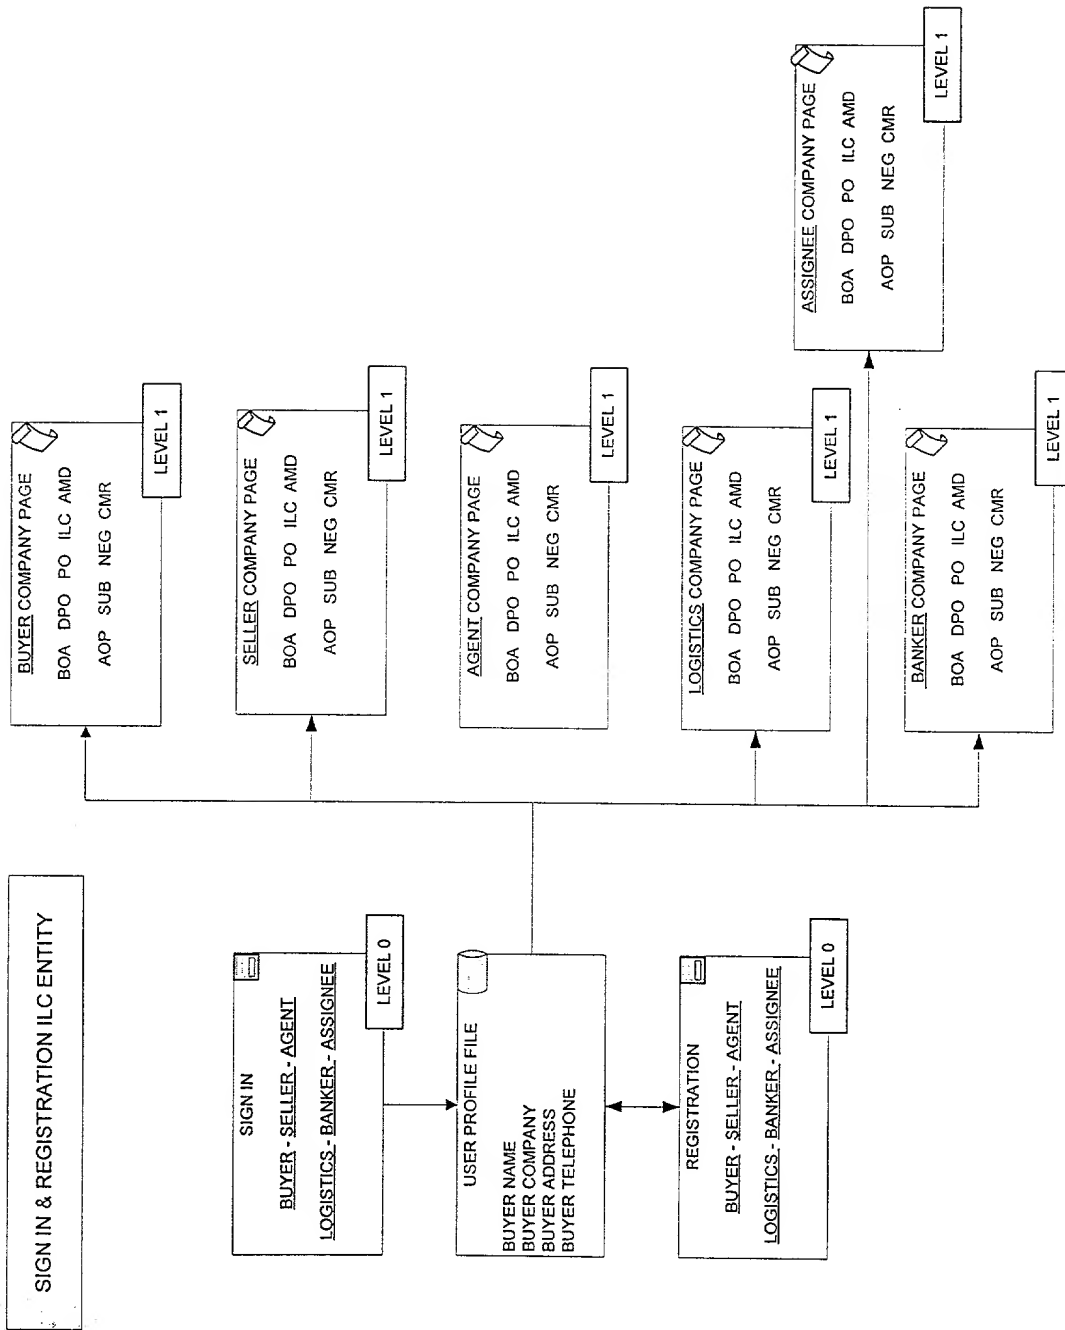 SIGN IN & REGISTRATION ILC ENTITY
SIGN IN
BUYER - SELLER - AGENT
LOGISTICS - BANKER - ASSIGNEE
LEVEL 0
USER PROFILE FILE
BUYER NAME
BUYER COMPANY
BUYER ADDRESS
BUYER TELEPHONE
REGISTRATION
BUYER - SELLER - AGENT
LOGISTICS - BANKER - ASSIGNEE
LEVEL 0
BUYER COMPANY PAGE
BOA DPO PO ILC AMD
AOP SUB NEG CMR
LEVEL 1
SELLER COMPANY PAGE
BOA DPO PO ILC AMD
AOP SUB NEG CMR
LEVEL 1
AGENT COMPANY PAGE
BOA DPO PO ILC AMD
AOP SUB NEG CMR
LEVEL 1
LOGISTICS COMPANY PAGE
BOA DPO PO ILC AMD
AOP SUB NEG CMR
LEVEL 1
BANKER COMPANY PAGE
BOA DPO PO ILC AMD
AOP SUB NEG CMR
LEVEL 1
ASSIGNEE COMPANY PAGE
BOA DPO PO ILC AMD
AOP SUB NEG CMR
LEVEL 1